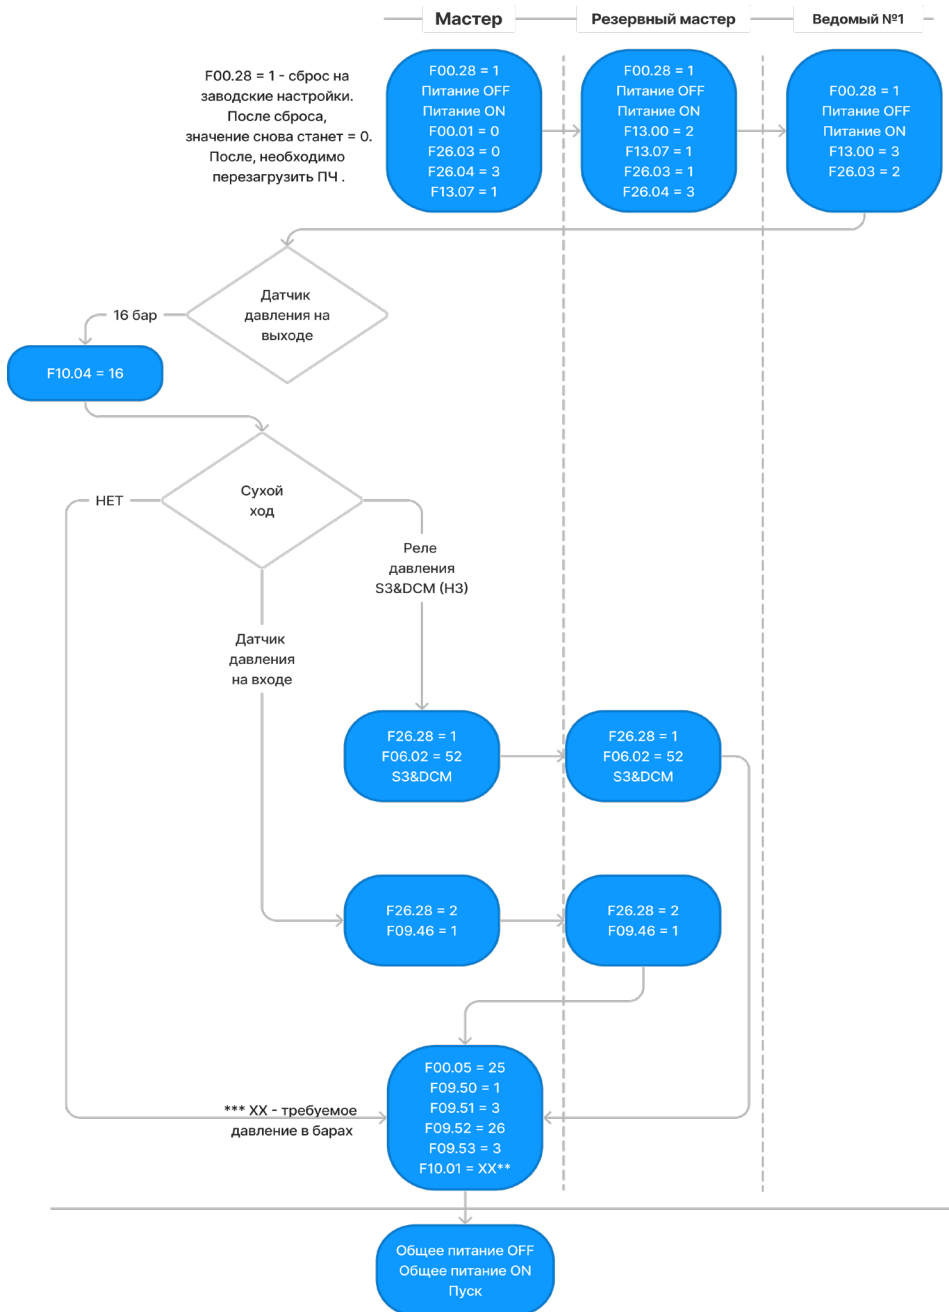 Мастер
Резервный мастер
Ведомый №1
F00.28 = 1 - сброс на
заводские настройки.
После сброса,
значение снова станет = 0.
После, необходимо
перезагрузить ПЧ .
F00.28 = 1
Питание OFF
Питание ON
F00.01 = 0
F26.03 = 0
F26.04 = 3
F13.07 = 1
F00.28 = 1
Питание OFF
Питание ON
F13.00 = 2
F13.07 = 1
F26.03 = 1
F26.04 = 3
F00.28 = 1
Питание OFF
Питание ON
F13.00 = 3
F26.03 = 2
Датчик
давления на
выходе
16 бар
F10.04 = 16
Сухой
ход
НЕТ
Реле
давления
S3&DCM (НЗ)
Датчик
давления
на входе
F26.28 = 1
F06.02 = 52
S3&DCM
F26.28 = 1
F06.02 = 52
S3&DCM
F26.28 = 2
F09.46 = 1
F26.28 = 2
F09.46 = 1
*** XX - требуемое
давление в барах
F00.05 = 25
F09.50 = 1
F09.51 = 3
F09.52 = 26
F09.53 = 3
F10.01 = XX**
Общее питание OFF
Общее питание ON
Пуск